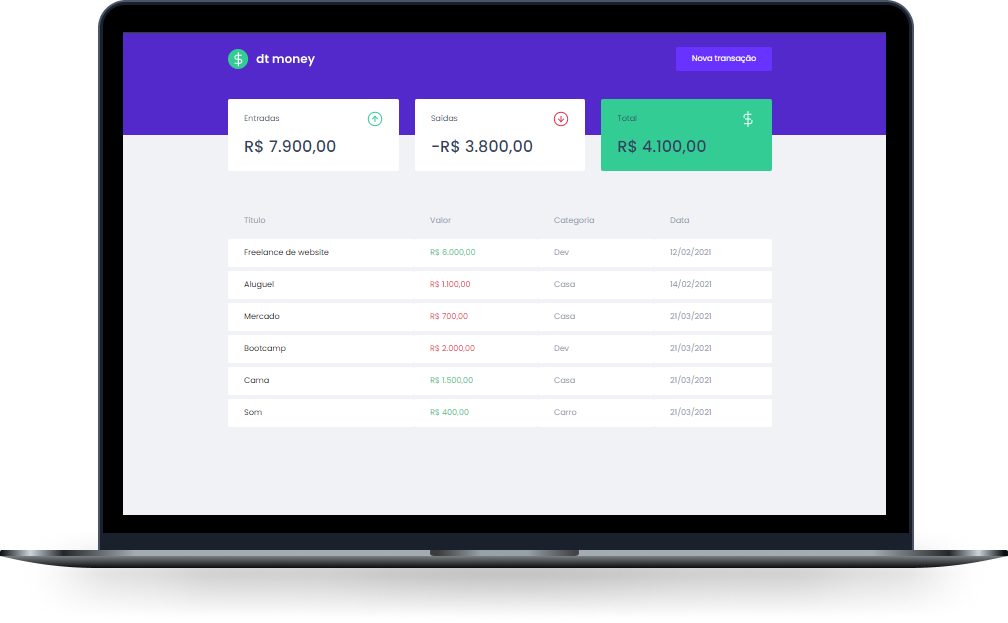 dt money
Nova transação
Entradas
R$ 7.900,00
Saídas
-R$ 3.800,00
Total
R$ 4.100,00
Título Valor Categoria Data
Freelance de website R$ 6.000,00 Dev 12/02/2021
Aluguel R$ 1.100,00 Casa 14/02/2021
Mercado R$ 700,00 Casa 21/03/2021
Bootcamp R$ 2.000,00 Dev 21/03/2021
Cama R$ 1.500,00 Casa 21/03/2021
Som R$ 400,00 Carro 21/03/2021